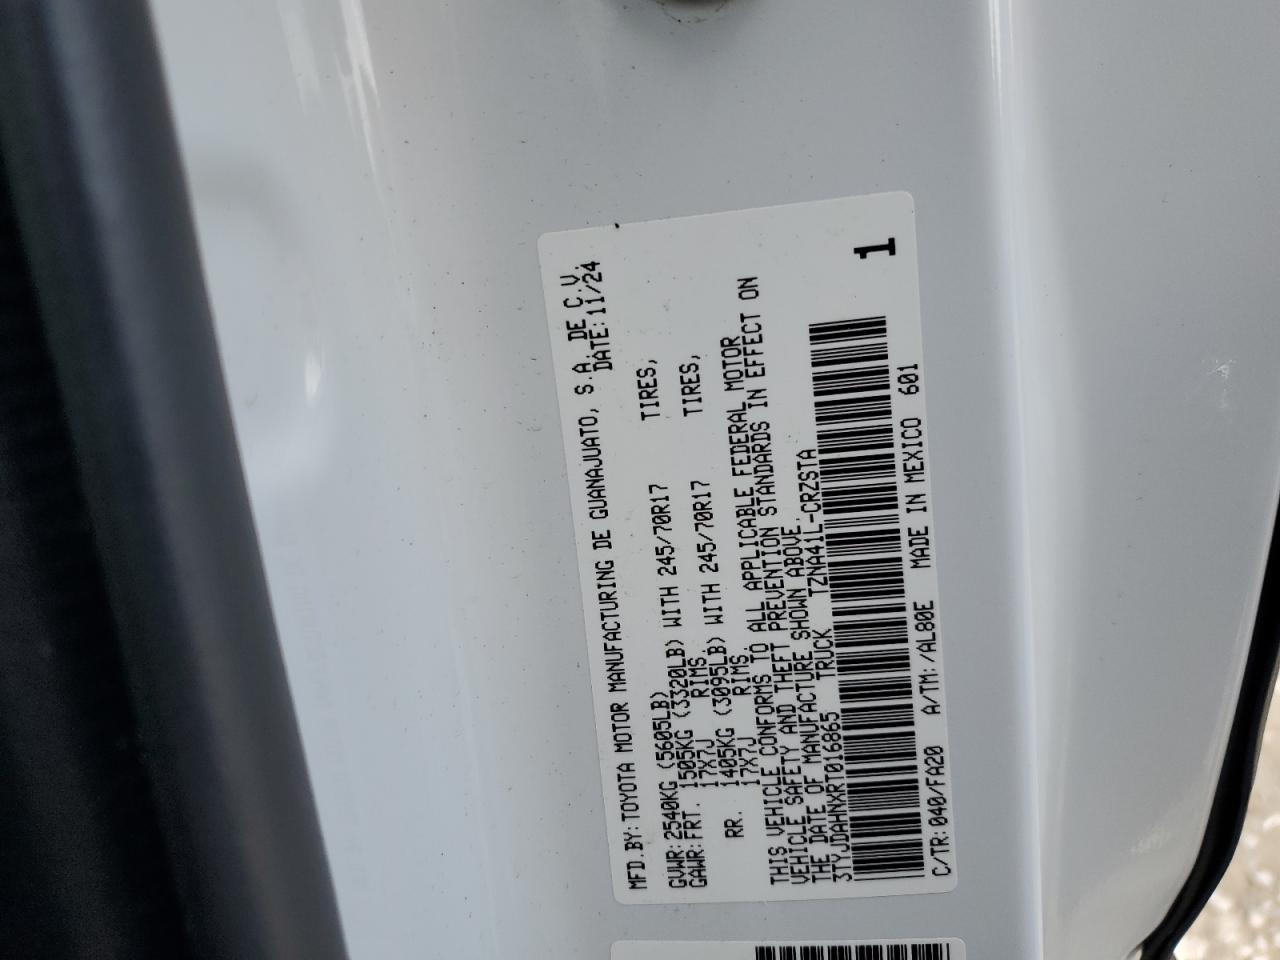 MFD.BY:TOYOTA MOTOR MANUFACTURING DE GUANAJUATO, S.A. DE C.V.
DATE:11/24
GVWR:2540KG (5605LB)
GAWR:FRT. 1505KG (3320LB) WITH 245/70R17 TIRES,
17X7J RIMS,
RR. 1405KG (3095LB) WITH 245/70R17 TIRES,
17X7J RIMS.
THIS VEHICLE CONFORMS TO ALL APPLICABLE FEDERAL MOTOR
VEHICLE SAFETY AND THEFT PREVENTION STANDARDS IN EFFECT ON
THE DATE OF MANUFACTURE SHOWN ABOVE.
3TYJDAHNXRT016865 TRUCK TZNA41L-CRZSTA
1
C/TR:040/FA20 A/TM:/AL80E MADE IN MEXICO 601